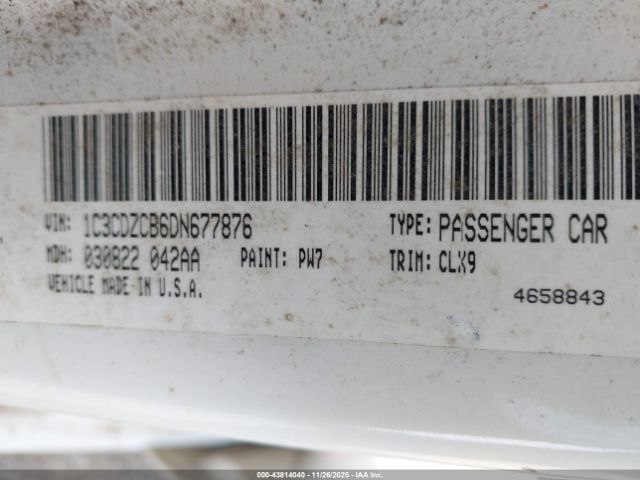 VIN: 1C3CDZCB6DN677876 TYPE: PASSENGER CAR
MDH: 030822 042AA PAINT: PW7 TRIM: CLX9
VEHICLE MADE IN U.S.A.
4658843
000-43814040 - 11/26/2025 - IAA Inc.